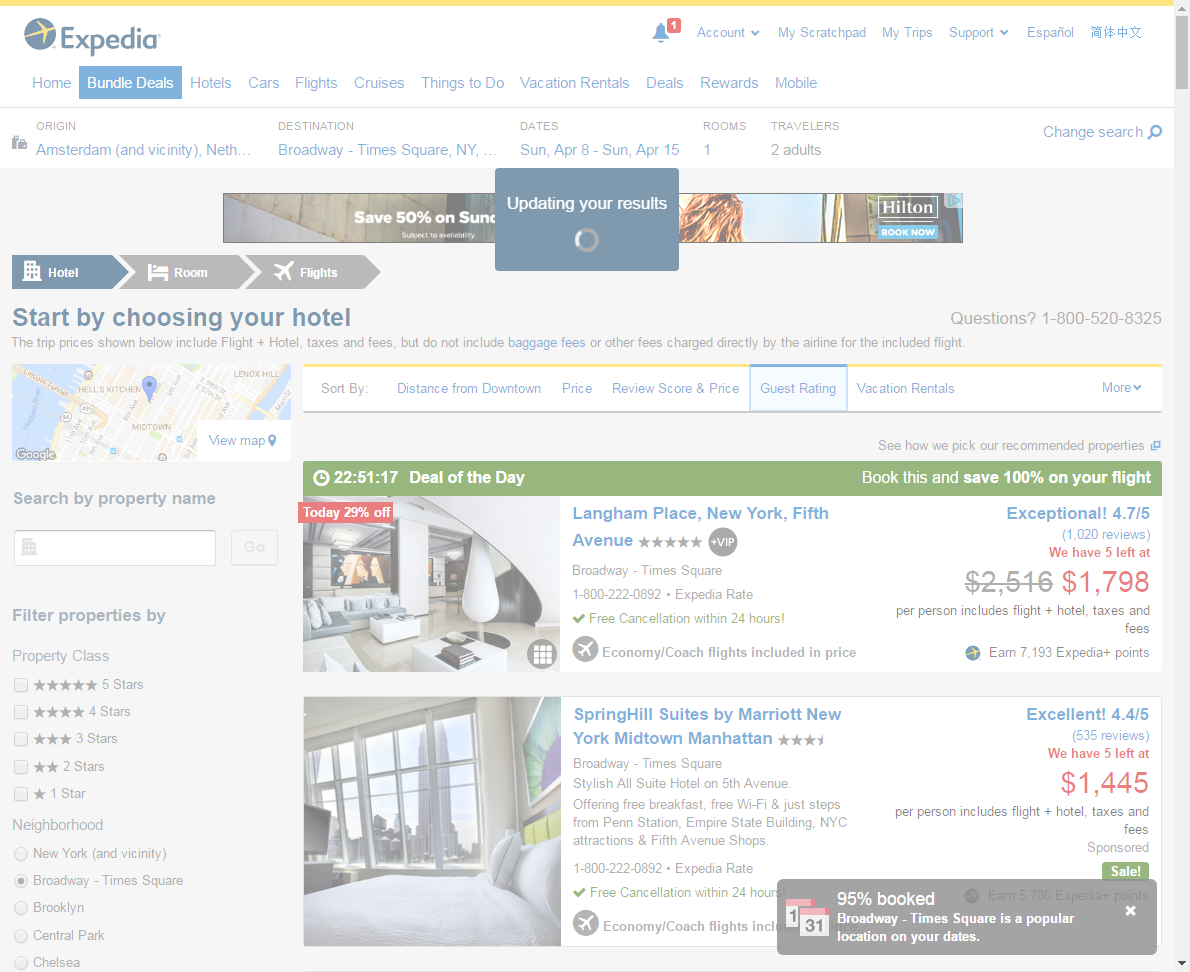 Expedia
1
Account
My Scratchpad
My Trips
Support
Español
简体中文
Home
Bundle Deals
Hotels
Cars
Flights
Cruises
Things to Do
Vacation Rentals
Deals
Rewards
Mobile
ORIGIN
DESTINATION
DATES
ROOMS
TRAVELERS
Amsterdam (and vicinity), Neth...
Broadway - Times Square, NY, ...
Sun, Apr 8 - Sun, Apr 15
1
2 adults
Change search
Updating your results
Save 50% on Sund
Subject to availability.
Hilton
BOOK NOW
Hotel
Room
Flights
Start by choosing your hotel
Questions? 1-800-520-8325
The trip prices shown below include Flight + Hotel, taxes and fees, but do not include baggage fees or other fees charged directly by the airline for the included flight.
LENOX HILL
HELL'S KITCHEN
Lincoln Tunnel
MIDTOWN
Google
View map
Sort By:
Distance from Downtown
Price
Review Score & Price
Guest Rating
Vacation Rentals
More
See how we pick our recommended properties
Search by property name
Go
Filter properties by
Property Class
5 Stars
4 Stars
3 Stars
2 Stars
1 Star
Neighborhood
New York (and vicinity)
Broadway - Times Square
Brooklyn
Central Park
Chelsea
22:51:17 Deal of the Day
Book this and save 100% on your flight
Today 29% off
Langham Place, New York, Fifth
Avenue ★★★★★ +VIP
Broadway - Times Square
1-800-222-0892 • Expedia Rate
Free Cancellation within 24 hours!
Economy/Coach flights included in price
Exceptional! 4.7/5
(1,020 reviews)
We have 5 left at
$2,516 $1,798
per person includes flight + hotel, taxes and
fees
Earn 7,193 Expedia+ points
SpringHill Suites by Marriott New
York Midtown Manhattan
Broadway - Times Square
Stylish All Suite Hotel on 5th Avenue.
Offering free breakfast, free Wi-Fi & just steps
from Penn Station, Empire State Building, NYC
attractions & Fifth Avenue Shops.
1-800-222-0892 • Expedia Rate
Free Cancellation within 24 hours!
Economy/Coach flights included
Excellent! 4.4/5
(535 reviews)
We have 5 left at
$1,445
per person includes flight + hotel, taxes and
fees
Sponsored
Sale!
Earn 5,780 Expedia+ points
1
31
95% booked
Broadway - Times Square is a popular
location on your dates.